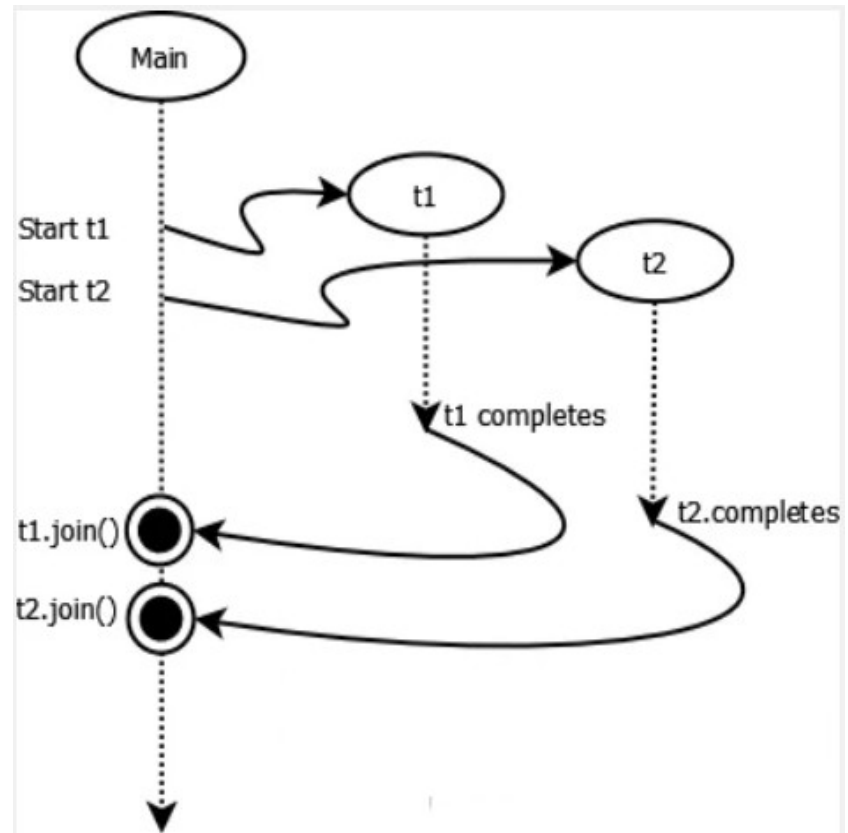 Main
t1
Start t1
t2
Start t2
t1 completes
t2.completes
t1.join()
t2.join()